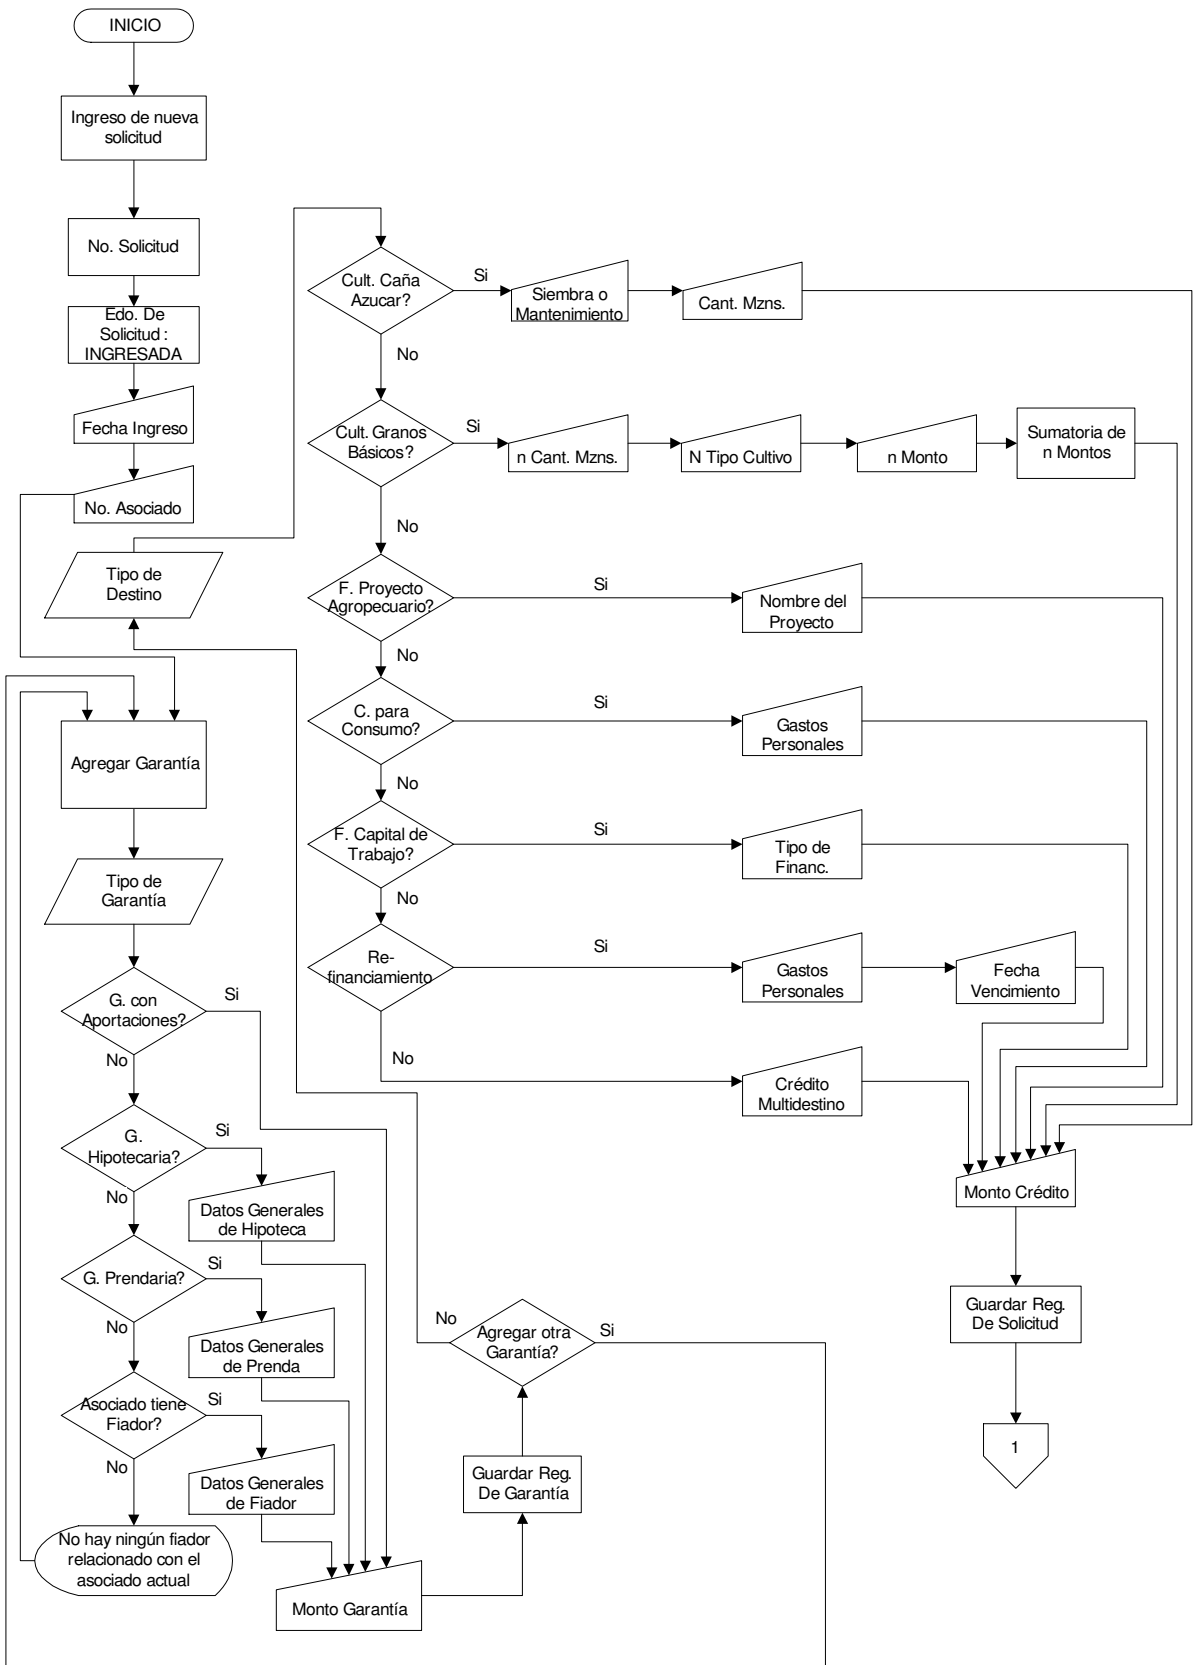 INICIO
Ingreso de nueva
solicitud
No. Solicitud
Edo. De
Solicitud :
INGRESADA
Fecha Ingreso
No. Asociado
Tipo de
Destino
Agregar Garantía
Tipo de
Garantía
G. con
Aportaciones?
Si
No
G.
Hipotecaria?
Si
No
Datos Generales
de Hipoteca
G. Prendaria?
Si
No
Datos Generales
de Prenda
Asociado tiene
Fiador?
Si
No
Datos Generales
de Fiador
No hay ningún fiador
relacionado con el
asociado actual
Monto Garantía
Guardar Reg.
De Garantía
Agregar otra
Garantía?
No
Si
Cult. Caña
Azucar?
Si
No
Siembra o
Mantenimiento
Cant. Mzns.
Cult. Granos
Básicos?
Si
No
n Cant. Mzns.
N Tipo Cultivo
n Monto
Sumatoria de
n Montos
F. Proyecto
Agropecuario?
Si
No
Nombre del
Proyecto
C. para
Consumo?
Si
No
Gastos
Personales
F. Capital de
Trabajo?
Si
No
Tipo de
Financ.
Re-
financiamiento
Si
No
Gastos
Personales
Fecha
Vencimiento
Crédito
Multidestino
Monto Crédito
Guardar Reg.
De Solicitud
1